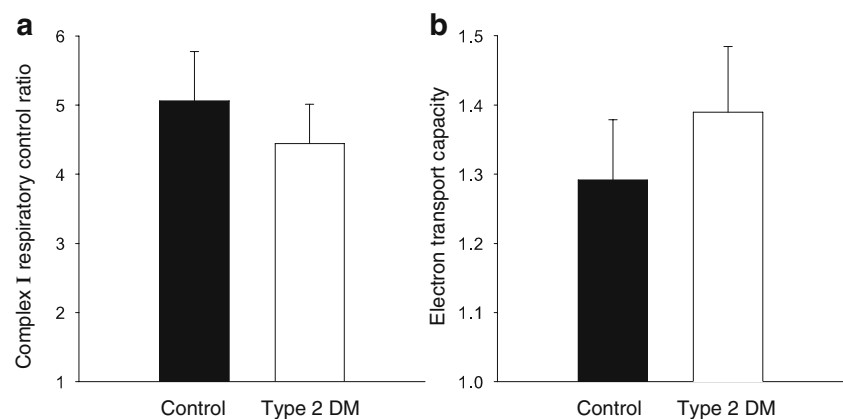 a
Complex I respiratory control ratio
6
5
4
3
2
1
Control Type 2 DM
b
Electron transport capacity
1.5
1.4
1.3
1.2
1.1
1.0
Control Type 2 DM